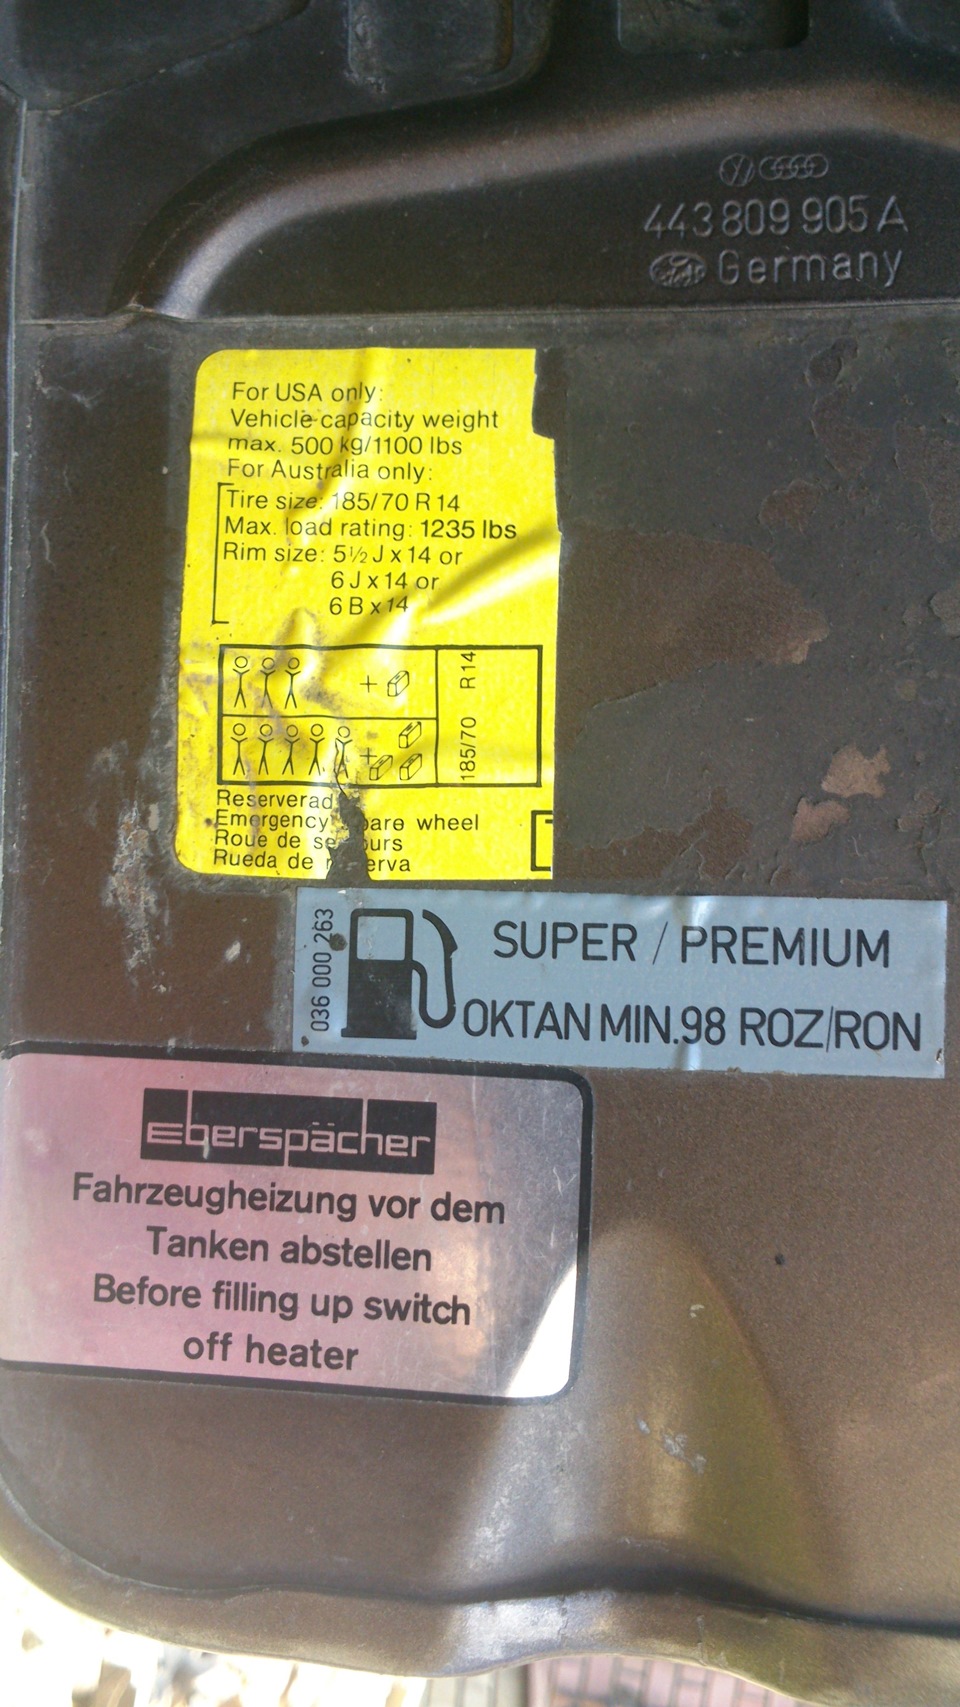 443 809 905 A
Germany
For USA only:
Vehicle capacity weight
max. 500 kg/1100 lbs
For Australia only:
Tire size: 185/70 R 14
Max. load rating: 1235 lbs
Rim size: 5½ J x 14 or
6 J x 14 or
6 B x 14
+
185/70 R14
+
Reserverad
Emergency pare wheel
Roue de se ours
Rueda de r erva
036 000 263
SUPER / PREMIUM
OKTAN MIN.98 ROZ/RON
Eberspächer
Fahrzeugheizung vor dem
Tanken abstellen
Before filling up switch
off heater